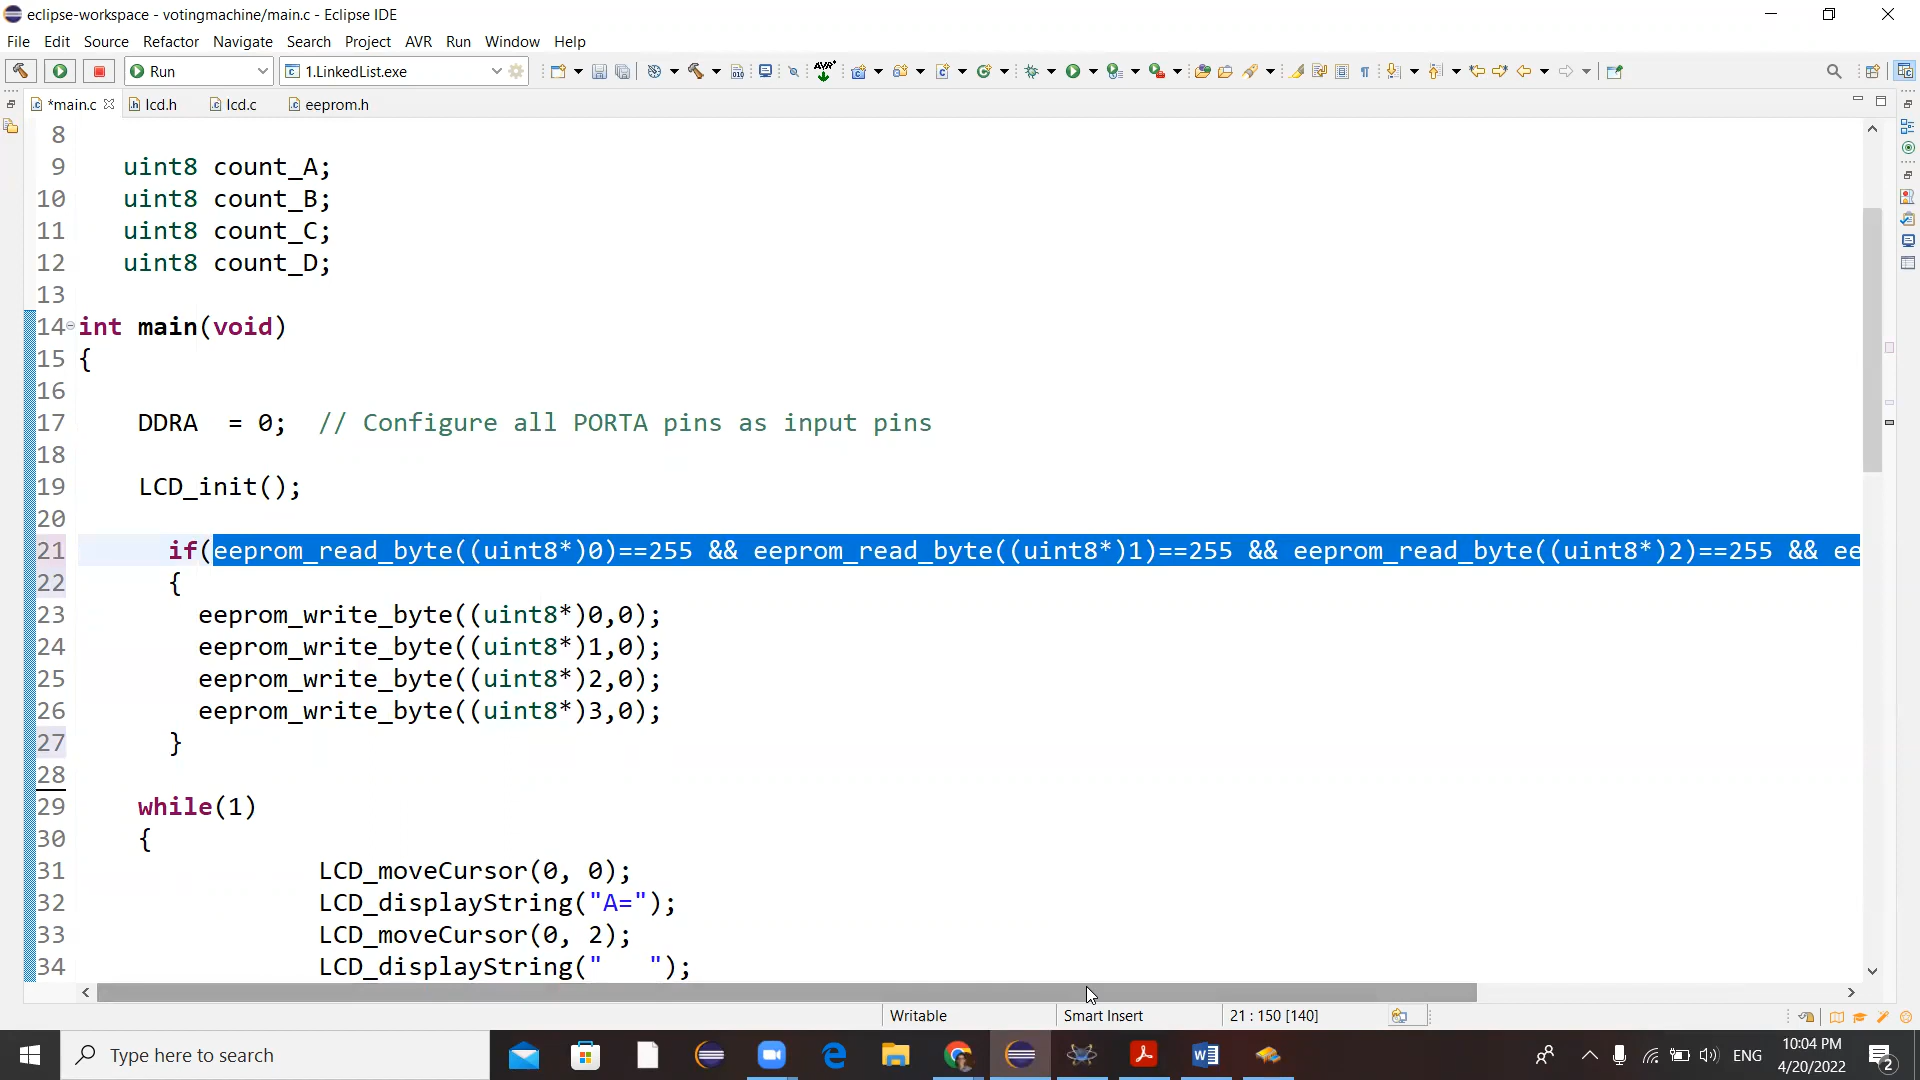 eclipse-workspace - votingmachine/main.c - Eclipse IDE
File Edit Source Refactor Navigate Search Project AVR Run Window Help
Run 1.LinkedList.exe
*main.c lcd.h lcd.c eeprom.h
8
9 uint8 count_A;
10 uint8 count_B;
11 uint8 count_C;
12 uint8 count_D;
13
14 int main(void)
15 {
16
17 DDRA = 0; // Configure all PORTA pins as input pins
18
19 LCD_init();
20
21 if(eeprom_read_byte((uint8*)0)==255 && eeprom_read_byte((uint8*)1)==255 && eeprom_read_byte((uint8*)2)==255 && ee
22 {
23 eeprom_write_byte((uint8*)0,0);
24 eeprom_write_byte((uint8*)1,0);
25 eeprom_write_byte((uint8*)2,0);
26 eeprom_write_byte((uint8*)3,0);
27 }
28
29 while(1)
30 {
31 LCD_moveCursor(0, 0);
32 LCD_displayString("A=");
33 LCD_moveCursor(0, 2);
34 LCD_displayString("   ");
Writable Smart Insert 21 : 150 [140]
Type here to search
ENG
10:04 PM
4/20/2022
2